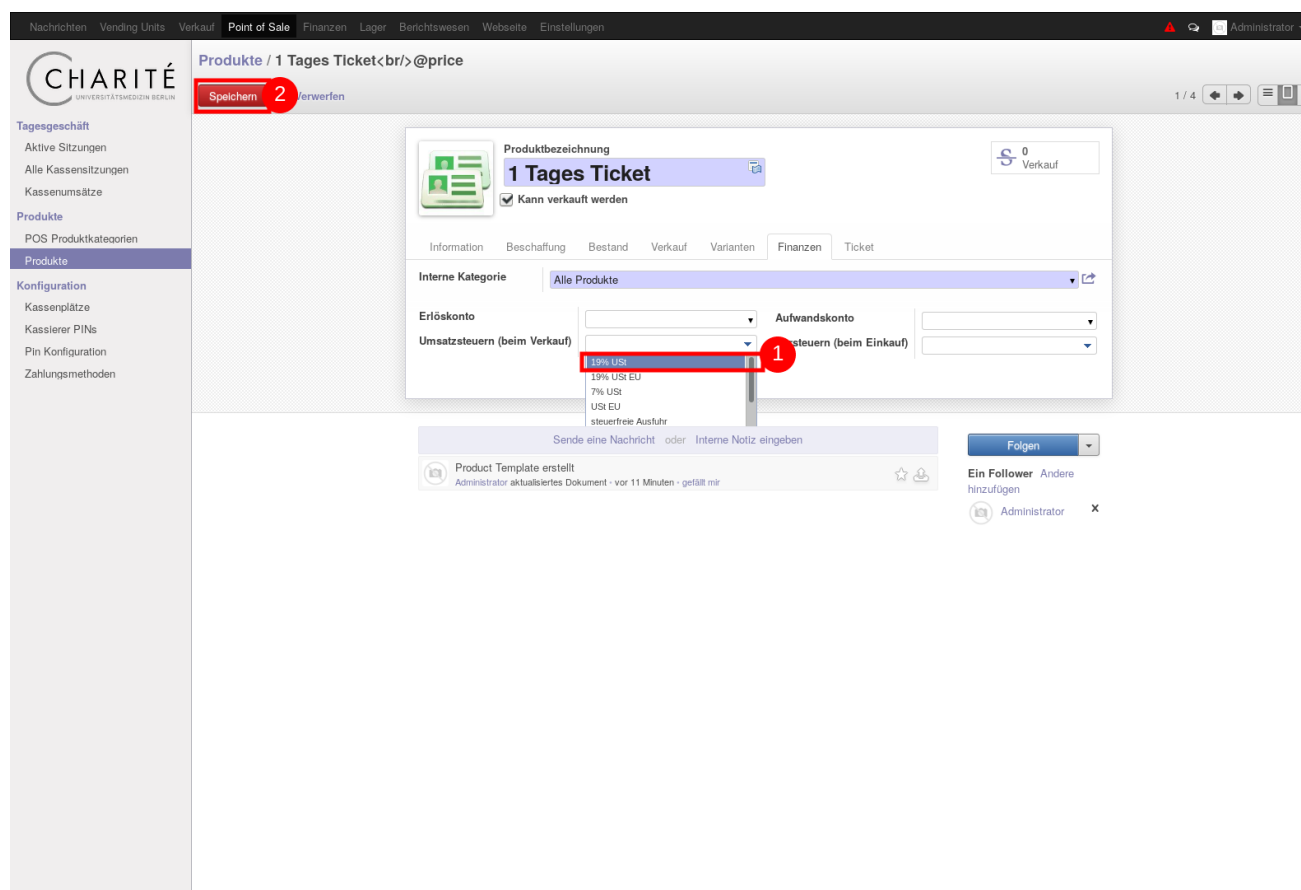 Nachrichten Vending Units Verkauf Point of Sale Finanzen Lager Berichtswesen Webseite Einstellungen Administrator
CHARITÉ
UNIVERSITÄTSMEDIZIN BERLIN
Produkte / 1 Tages Ticket<br/>@price
Speichern 2 Verwerfen 1 / 4
Tagesgeschäft
Aktive Sitzungen
Alle Kassensitzungen
Kassenumsätze
Produkte
POS Produktkategorien
Produkte
Konfiguration
Kassenplätze
Kassierer PINs
Pin Konfiguration
Zahlungsmethoden
Produktbezeichnung
1 Tages Ticket
Kann verkauft werden
0
Verkauf
Information Beschaffung Bestand Verkauf Varianten Finanzen Ticket
Interne Kategorie Alle Produkte
Erlöskonto Aufwandskonto
Umsatzsteuern (beim Verkauf) 1 steuern (beim Einkauf)
19% USt
19% USt EU
7% USt
USt EU
steuerfreie Ausfuhr
Sende eine Nachricht oder Interne Notiz eingeben
Product Template erstellt
Administrator aktualisiertes Dokument - vor 11 Minuten - gefällt mir
Folgen
Ein Follower Andere
hinzufügen
Administrator X